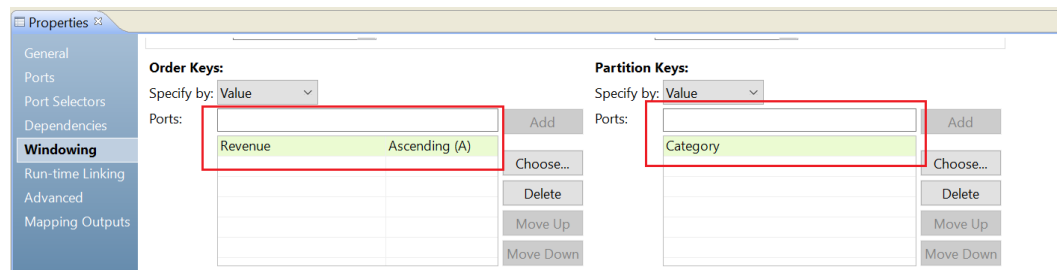 Properties
General
Ports
Port Selectors
Dependencies
Windowing
Run-time Linking
Advanced
Mapping Outputs
Order Keys:
Specify by: Value
Ports:
Add
Revenue Ascending (A)
Choose...
Delete
Move Up
Move Down
Partition Keys:
Specify by: Value
Ports:
Add
Category
Choose...
Delete
Move Up
Move Down